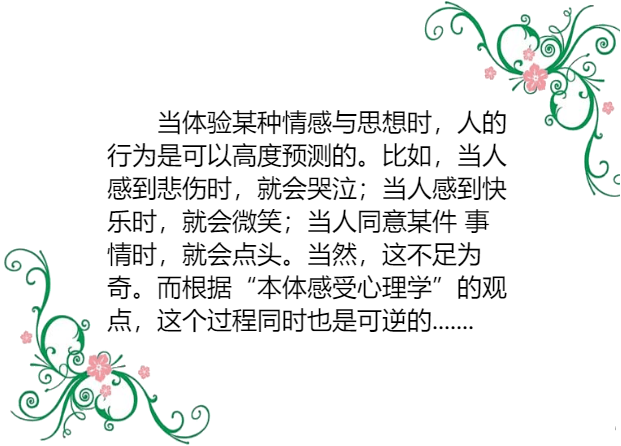 当体验某种情感与思想时，人的
行为是可以高度预测的。比如，当人
感到悲伤时，就会哭泣；当人感到快
乐时，就会微笑；当人同意某件 事
情时，就会点头。当然，这不足为
奇。而根据“本体感受心理学”的观
点，这个过程同时也是可逆的.......